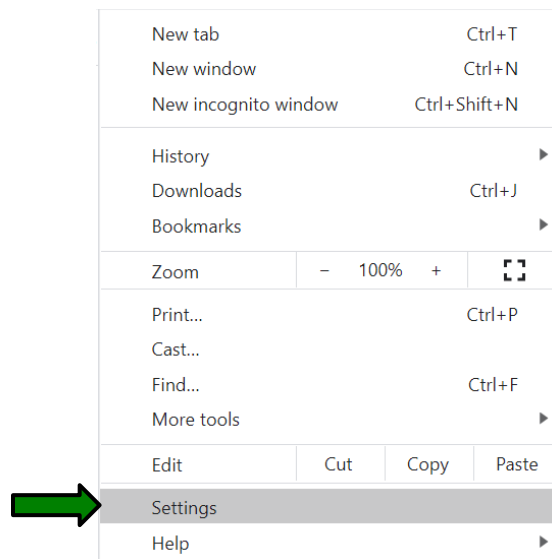 New tab Ctrl+T
New window Ctrl+N
New incognito window Ctrl+Shift+N
History
Downloads Ctrl+J
Bookmarks
Zoom − 100% +
Print... Ctrl+P
Cast...
Find... Ctrl+F
More tools
Edit Cut Copy Paste
Settings
Help